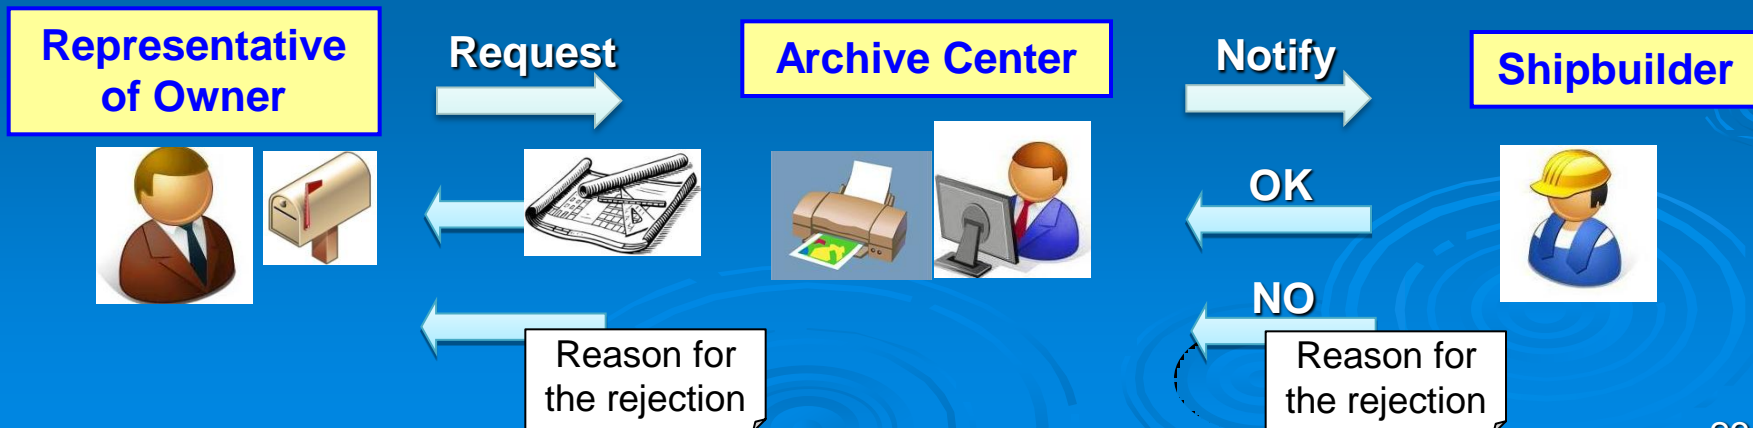 Representative
of Owner
Request
Archive Center
Notify
Shipbuilder
OK
NO
Reason for
the rejection
Reason for
the rejection